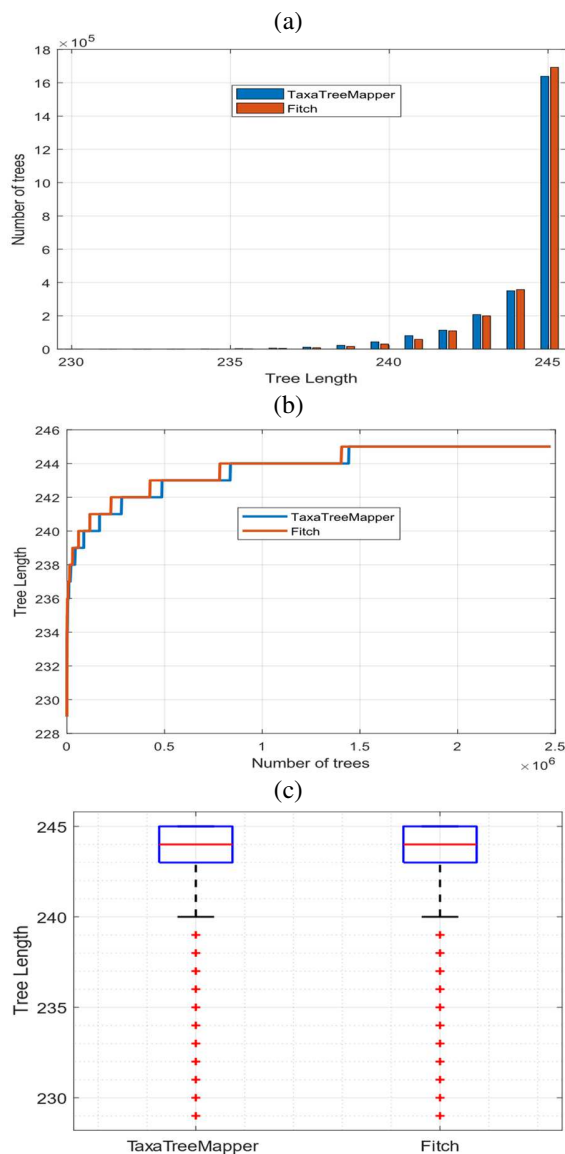 (a)
× 10^5
18
16
14
12
10
8
6
4
2
0
Number of trees
TaxaTreeMapper
Fitch
230
235
240
245
Tree Length
(b)
246
244
242
240
238
236
234
232
230
228
Tree Length
TaxaTreeMapper
Fitch
0
0.5
1
1.5
2
2.5
Number of trees
× 10^6
(c)
245
240
235
230
Tree Length
TaxaTreeMapper
Fitch